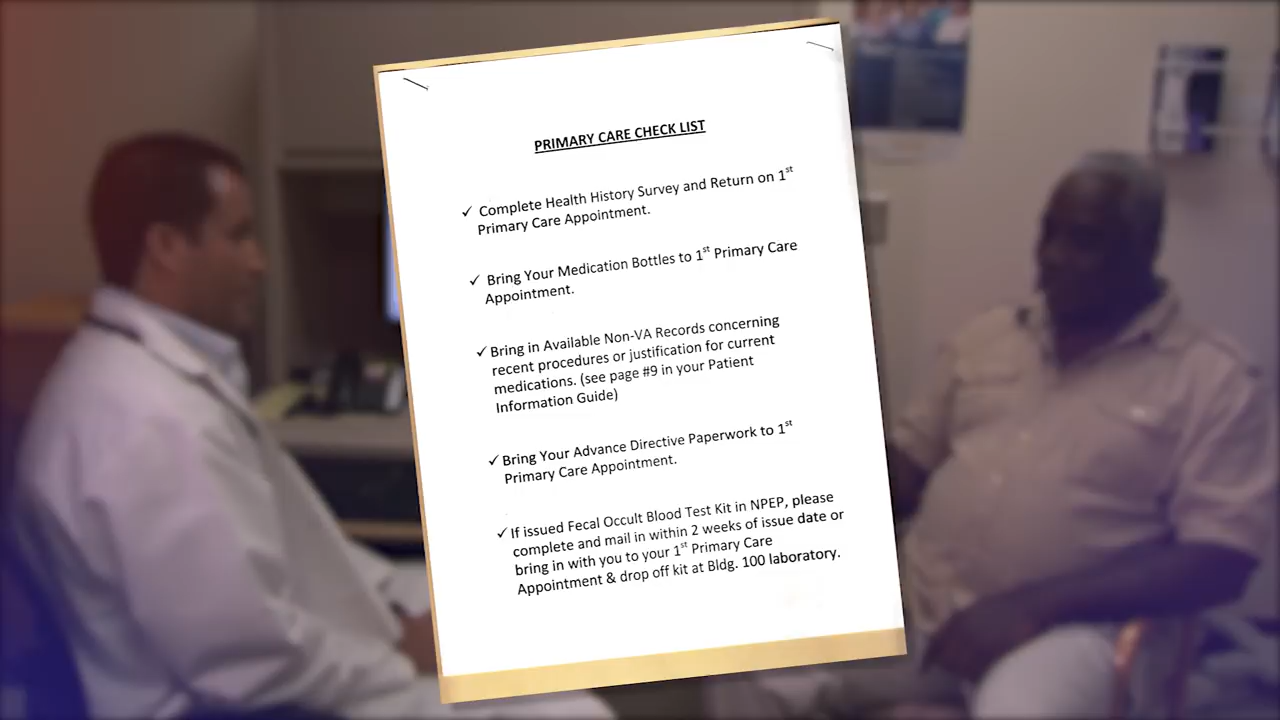 PRIMARY CARE CHECK LIST
✓ Complete Health History Survey and Return on 1st
Primary Care Appointment.
✓ Bring Your Medication Bottles to 1st Primary Care
Appointment.
✓ Bring in Available Non-VA Records concerning
recent procedures or justification for current
medications. (see page #9 in your Patient
Information Guide)
✓ Bring Your Advance Directive Paperwork to 1st
Primary Care Appointment.
✓ If issued Fecal Occult Blood Test Kit in NPEP, please
complete and mail in within 2 weeks of issue date or
bring in with you to your 1st Primary Care
Appointment & drop off kit at Bldg. 100 laboratory.